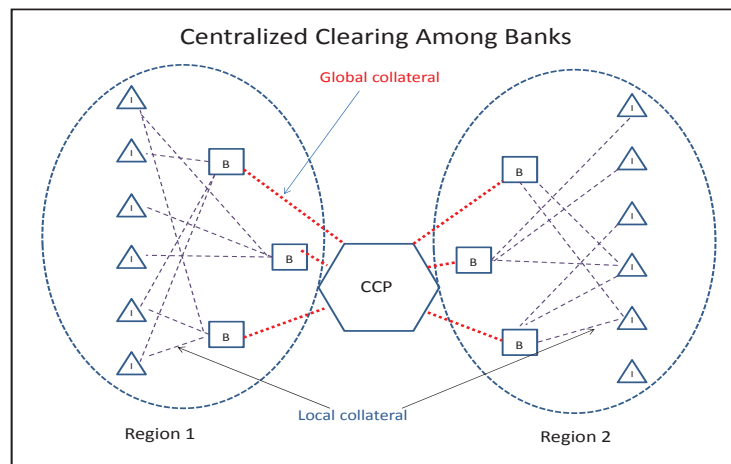 Centralized Clearing Among Banks
Global collateral
I
I
I
I
I
I
B
B
B
CCP
B
B
B
I
I
I
I
I
I
Local collateral
Region 1
Region 2